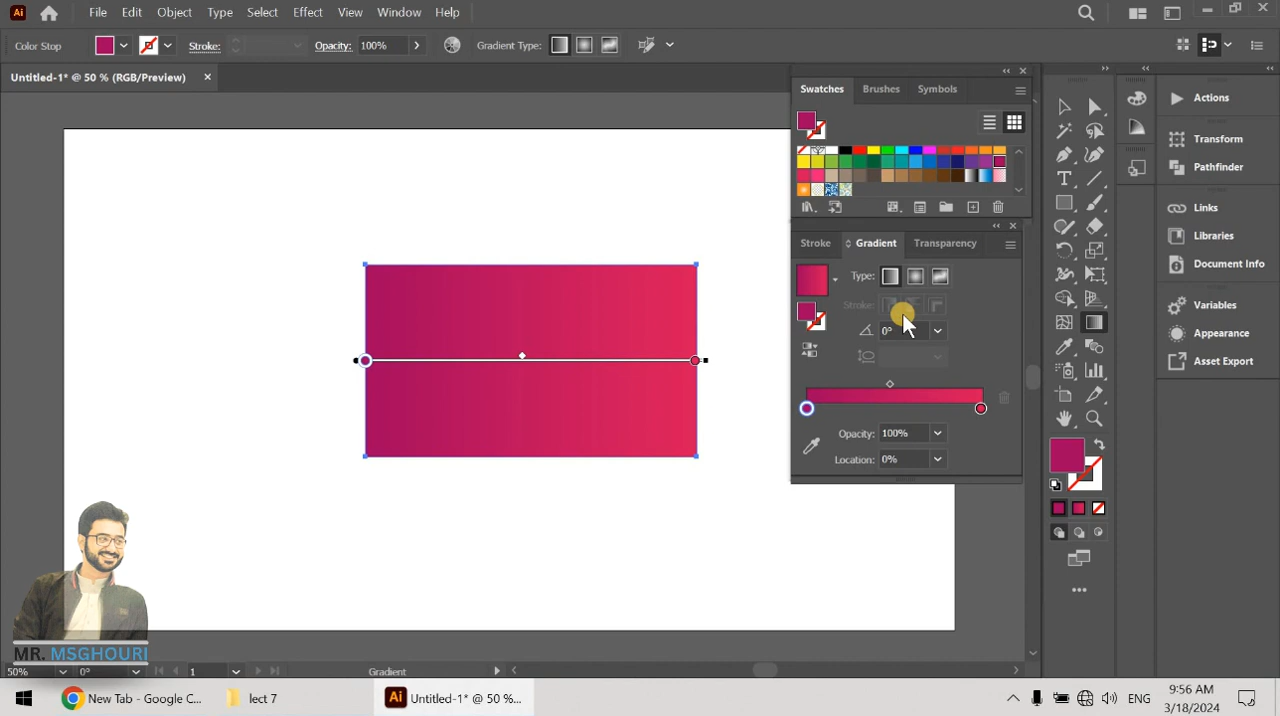 Ai File Edit Object Type Select Effect View Window Help
Color Stop Stroke: Opacity: 100% Gradient Type:
Untitled-1* @ 50 % (RGB/Preview)
Swatches Brushes Symbols
Stroke Gradient Transparency
Type:
Stroke:
0°
Opacity: 100%
Location: 0%
Actions
Transform
Pathfinder
Links
Libraries
Document Info
Variables
Appearance
Asset Export
MR. MSGHOURI
50% 0° 1 Gradient
New Tab - Google C...
lect 7
Ai Untitled-1* @ 50 %...
ENG
9:56 AM
3/18/2024